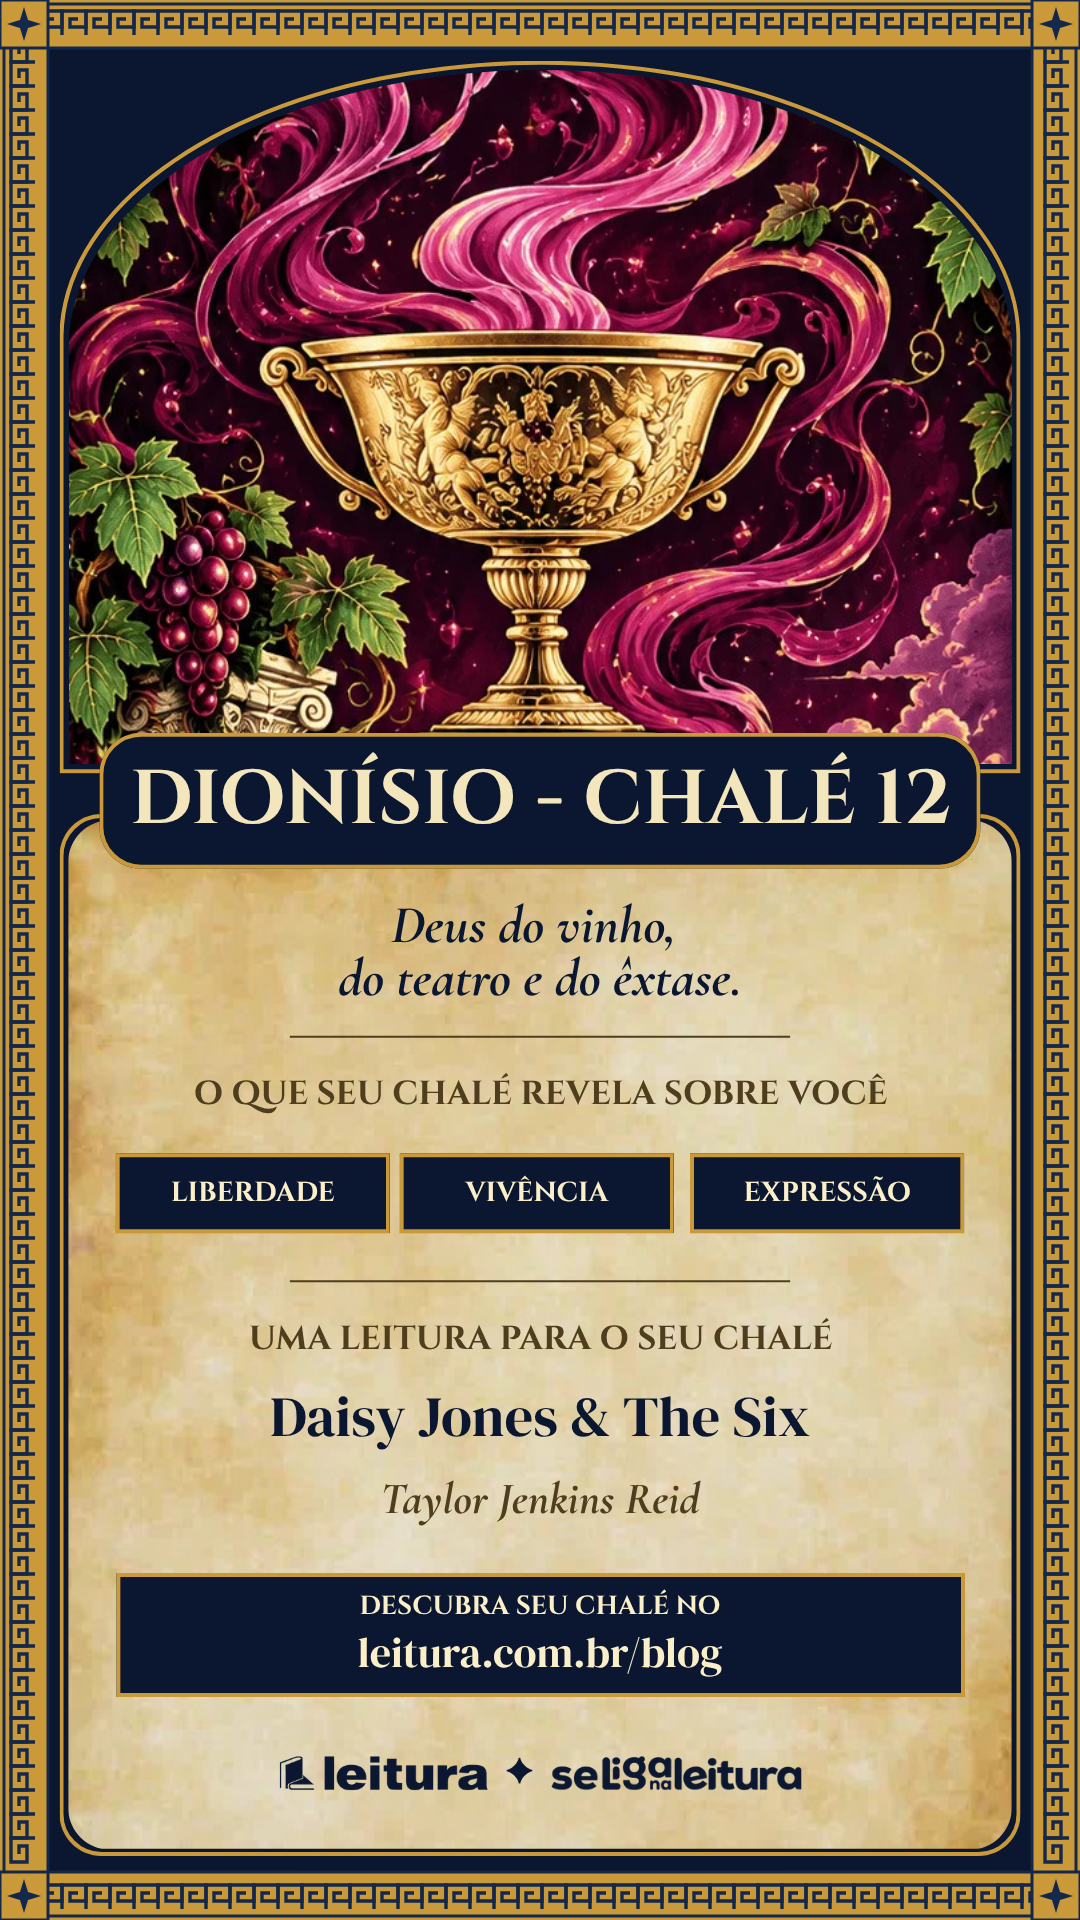 DIONÍSIO - CHALÉ 12
Deus do vinho,
do teatro e do êxtase.
O QUE SEU CHALÉ REVELA SOBRE VOCÊ
LIBERDADE
VIVÊNCIA
EXPRESSÃO
UMA LEITURA PARA O SEU CHALÉ
Daisy Jones & The Six
Taylor Jenkins Reid
DESCUBRA SEU CHALÉ NO
leitura.com.br/blog
leitura
seliganaleitura